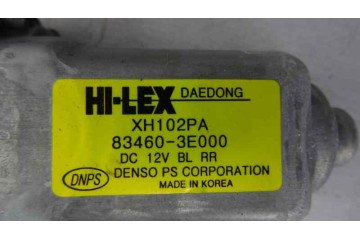 HI-LEX DAEDONG
XH102PA
83460-3E000
DC 12V BL RR
DNPS DENSO PS CORPORATION
MADE IN KOREA